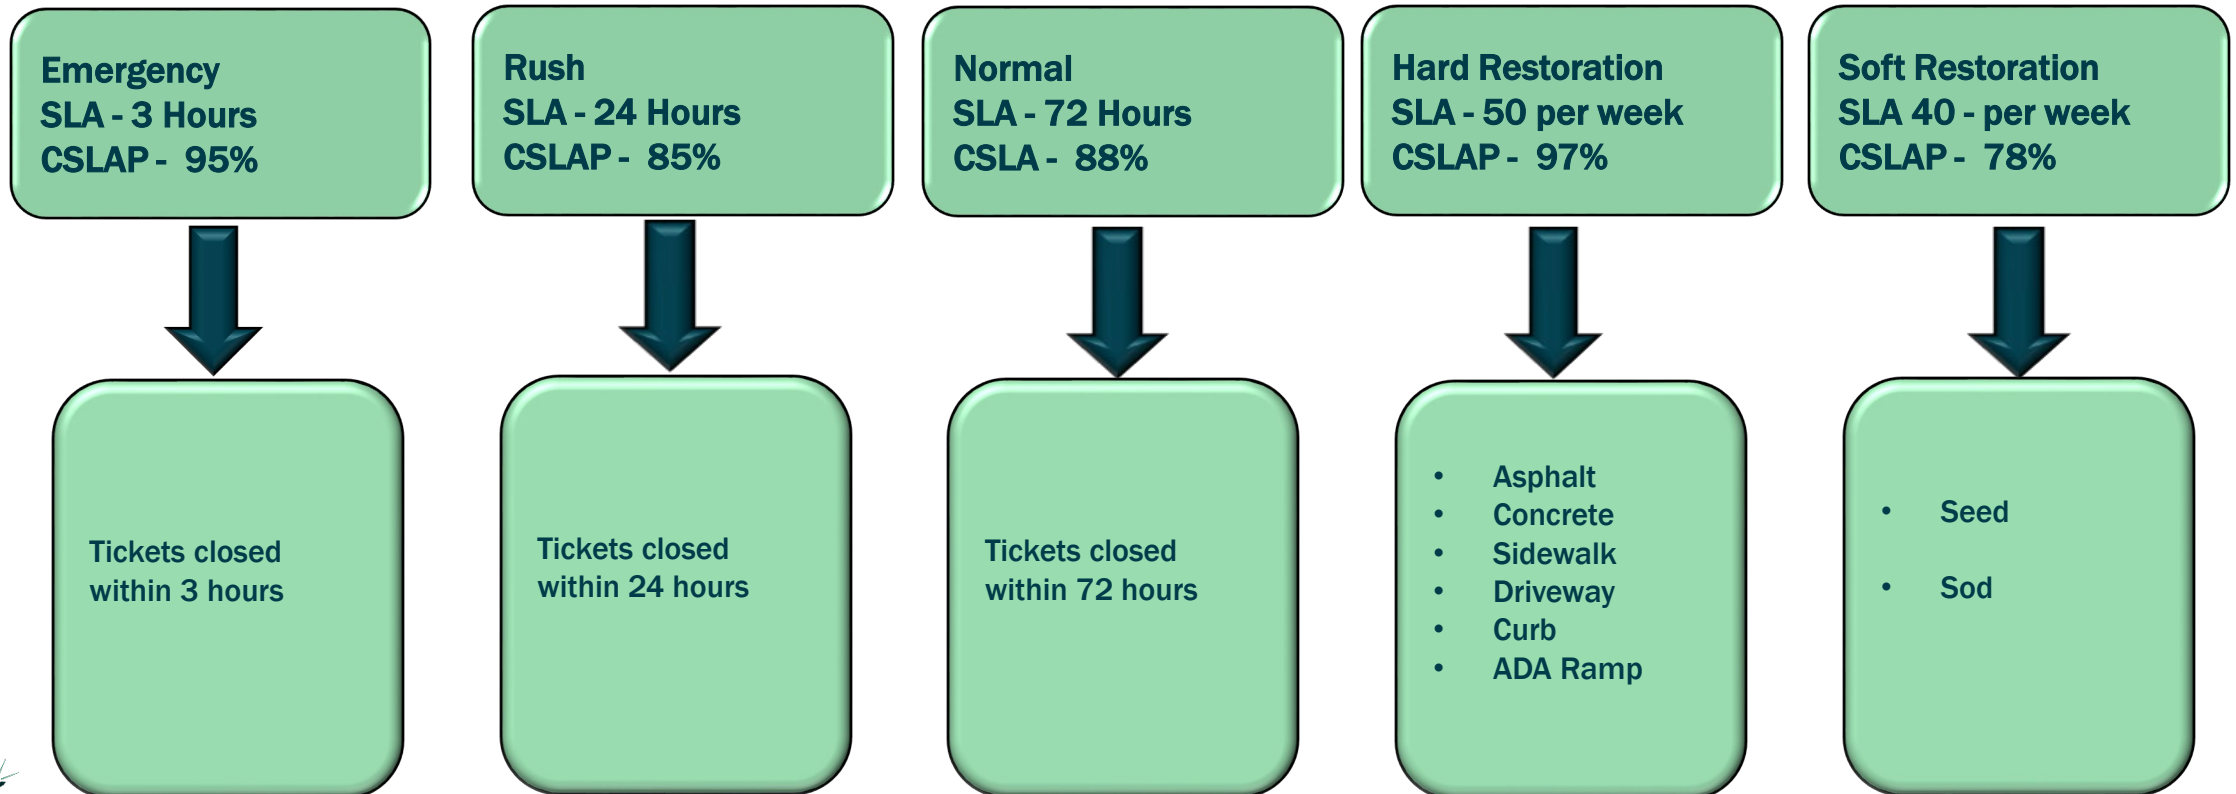 Emergency
SLA - 3 Hours
CSLAP -  95%
Rush
SLA - 24 Hours
CSLAP -  85%
Normal
SLA - 72 Hours
CSLA -  88%
Hard Restoration
SLA - 50 per week
CSLAP -  97%
Soft Restoration
SLA 40 - per week
CSLAP -  78%
Tickets closed
within 3 hours
Tickets closed
within 24 hours
Tickets closed
within 72 hours
• Asphalt
• Concrete
• Sidewalk
• Driveway
• Curb
• ADA Ramp
• Seed
• Sod